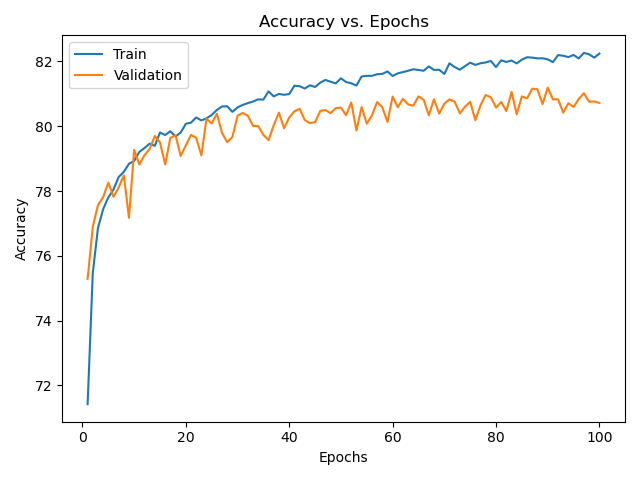 Accuracy vs. Epochs
Train
Validation
82
80
78
76
74
72
Accuracy
0 20 40 60 80 100
Epochs